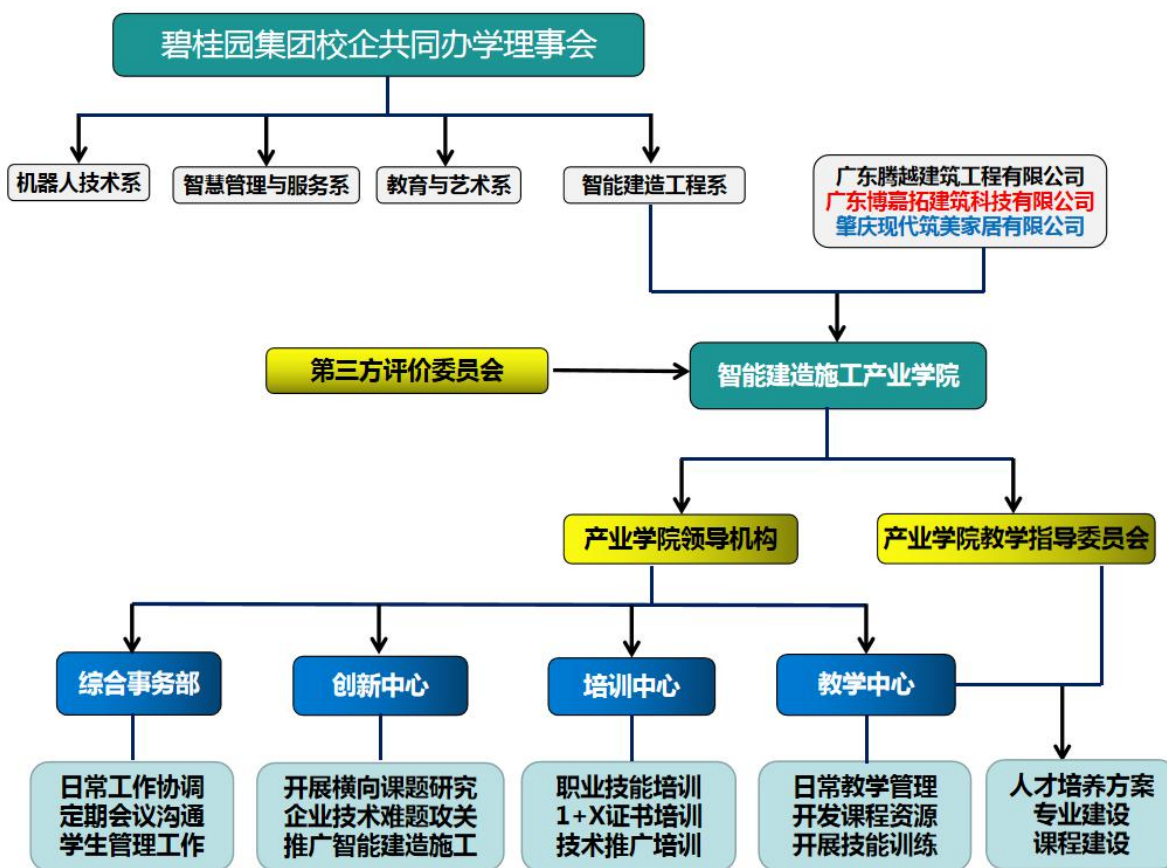 碧桂园集团校企共同办学理事会
机器人技术系
智慧管理与服务系
教育与艺术系
智能建造工程系
广东腾越建筑工程有限公司
广东博嘉拓建筑科技有限公司
肇庆现代筑美家居有限公司
第三方评价委员会
智能建造施工产业学院
产业学院领导机构
产业学院教学指导委员会
综合事务部
创新中心
培训中心
教学中心
日常工作协调
定期会议沟通
学生管理工作
开展横向课题研究
企业技术难题攻关
推广智能建造施工
职业技能培训
1+X证书培训
技术推广培训
日常教学管理
开发课程资源
开展技能训练
人才培养方案
专业建设
课程建设